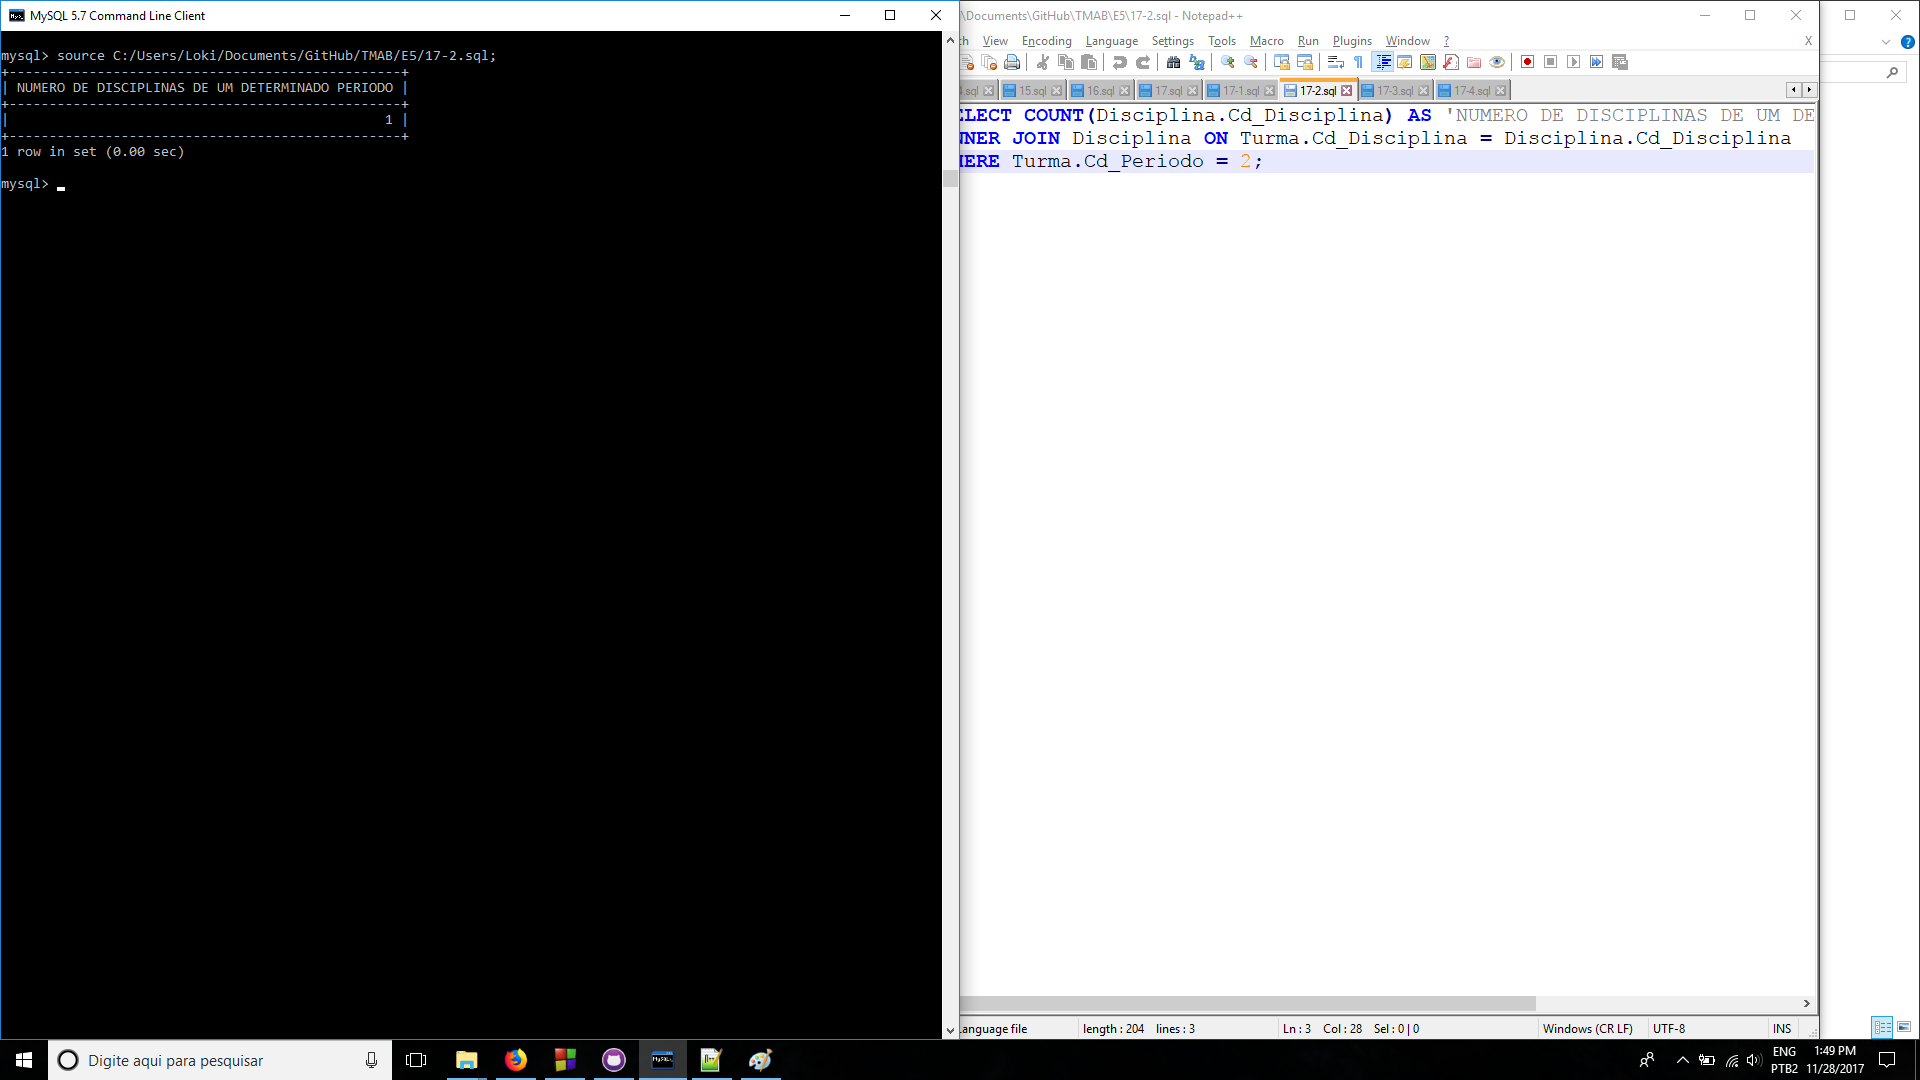 MySQL 5.7 Command Line Client
mysql> source C:/Users/Loki/Documents/GitHub/TMAB/E5/17-2.sql;
+------------------------------------------------+
| NUMERO DE DISCIPLINAS DE UM DETERMINADO PERIODO |
+------------------------------------------------+
| 1 |
+------------------------------------------------+
1 row in set (0.00 sec)
mysql>
\Documents\GitHub\TMAB\E5\17-2.sql - Notepad++
ch View Encoding Language Settings Tools Macro Run Plugins Window ? X
.sql 15.sql 16.sql 17.sql 17-1.sql 17-2.sql 17-3.sql 17-4.sql
ELECT COUNT(Disciplina.Cd_Disciplina) AS 'NUMERO DE DISCIPLINAS DE UM DE
NNER JOIN Disciplina ON Turma.Cd_Disciplina = Disciplina.Cd_Disciplina
HERE Turma.Cd_Periodo = 2;
anguage file length : 204 lines : 3 Ln : 3 Col : 28 Sel : 0 | 0 Windows (CR LF) UTF-8 INS
Digite aqui para pesquisar
ENG
PTB2
1:49 PM
11/28/2017